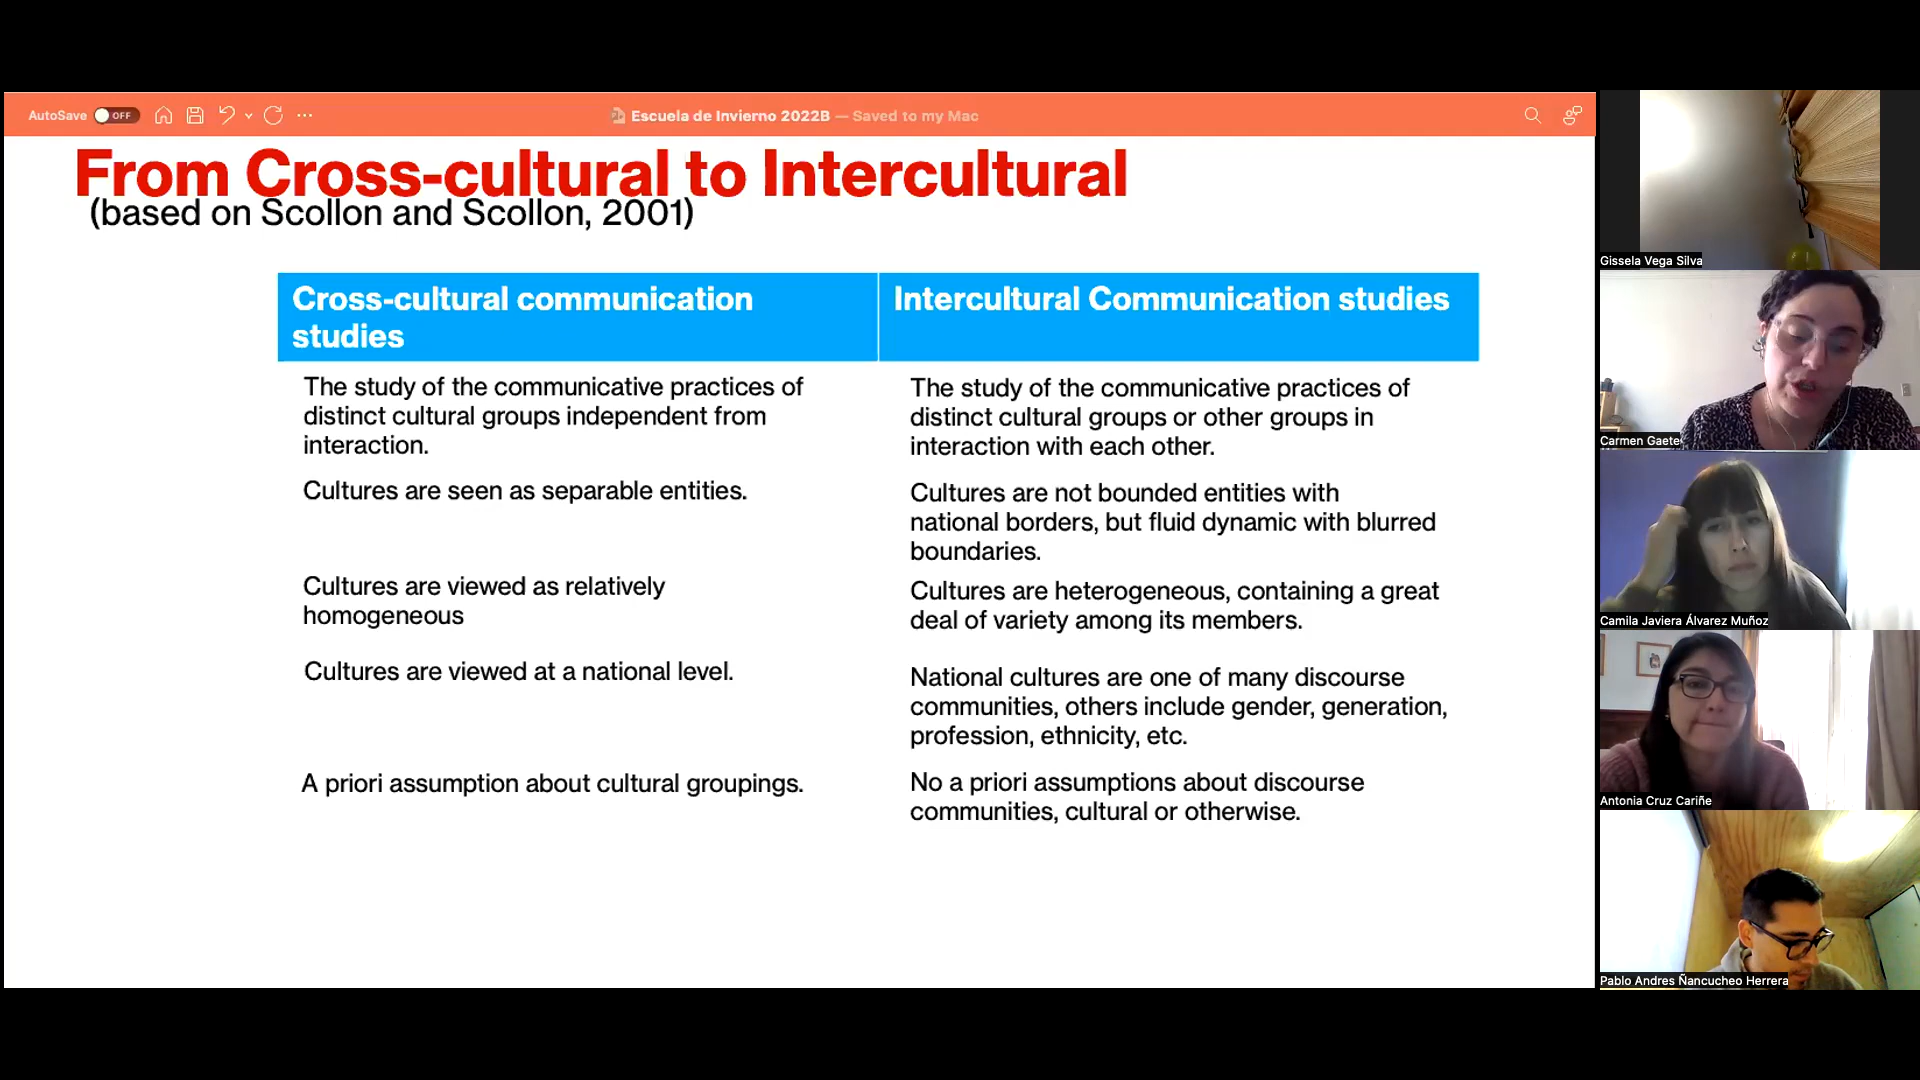 AutoSave OFF
Escuela de Invierno 2022B — Saved to my Mac
From Cross-cultural to Intercultural
(based on Scollon and Scollon, 2001)
Cross-cultural communication
studies
Intercultural Communication studies
The study of the communicative practices of
distinct cultural groups independent from
interaction.
The study of the communicative practices of
distinct cultural groups or other groups in
interaction with each other.
Cultures are seen as separable entities.
Cultures are not bounded entities with
national borders, but fluid dynamic with blurred
boundaries.
Cultures are viewed as relatively
homogeneous
Cultures are heterogeneous, containing a great
deal of variety among its members.
Cultures are viewed at a national level.
National cultures are one of many discourse
communities, others include gender, generation,
profession, ethnicity, etc.
A priori assumption about cultural groupings.
No a priori assumptions about discourse
communities, cultural or otherwise.
Gissela Vega Silva
Carmen Gaete
Camila Javiera Álvarez Muñoz
Antonia Cruz Cariñe
Pablo Andres Ñancucheo Herrera